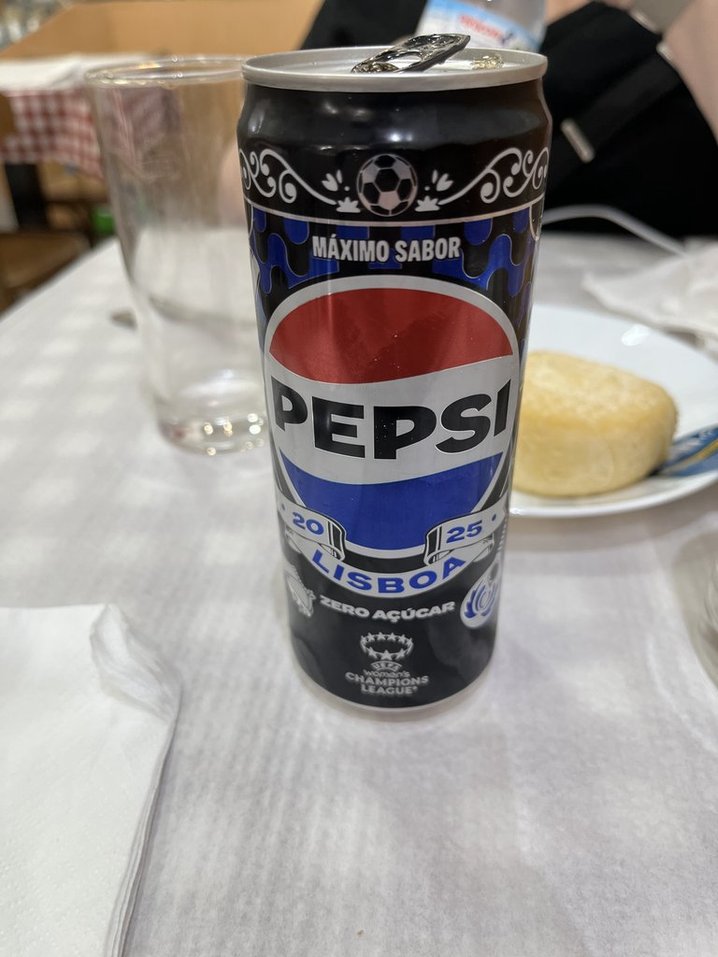 MÁXIMO SABOR
PEPSI
20 25
LISBOA
ZERO AÇÚCAR
UEFA
women's
CHAMPIONS
LEAGUE®